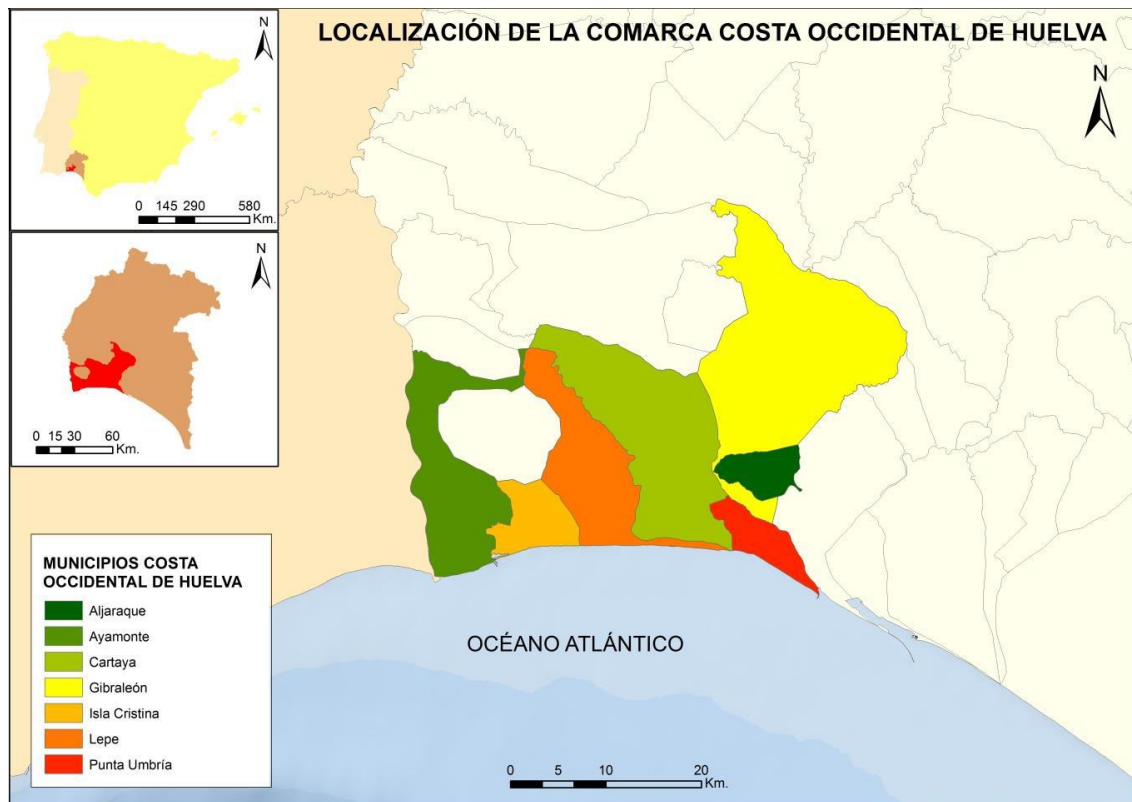 LOCALIZACIÓN DE LA COMARCA COSTA OCCIDENTAL DE HUELVA
N
0 145 290 580
Km.
N
0 15 30 60
Km.
N
MUNICIPIOS COSTA
OCCIDENTAL DE HUELVA
Aljaraque
Ayamonte
Cartaya
Gibraleón
Isla Cristina
Lepe
Punta Umbría
OCÉANO ATLÁNTICO
0 5 10 20
Km.